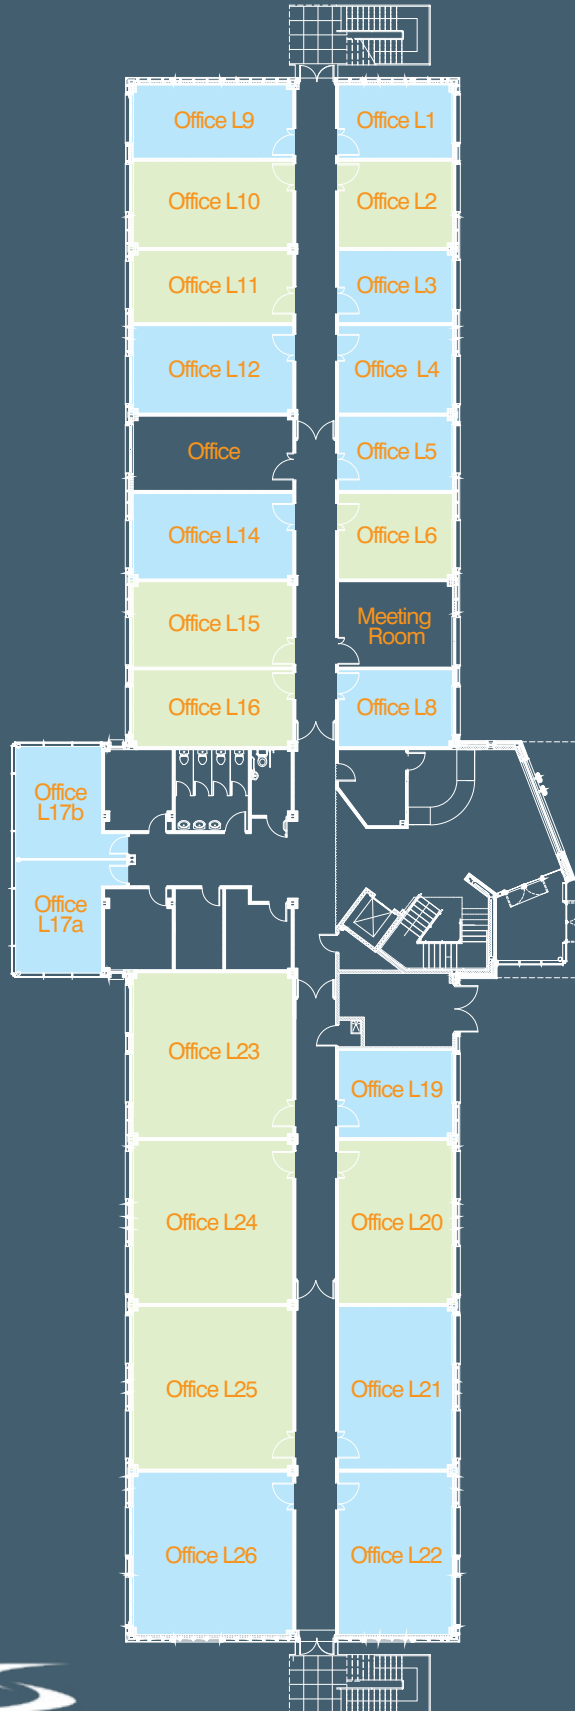 Office L9
Office L1
Office L10
Office L2
Office L11
Office L3
Office L12
Office L4
Office
Office L5
Office L14
Office L6
Office L15
Meeting
Room
Office L16
Office L8
Office
L17b
Office
L17a
Office L23
Office L19
Office L24
Office L20
Office L25
Office L21
Office L26
Office L22